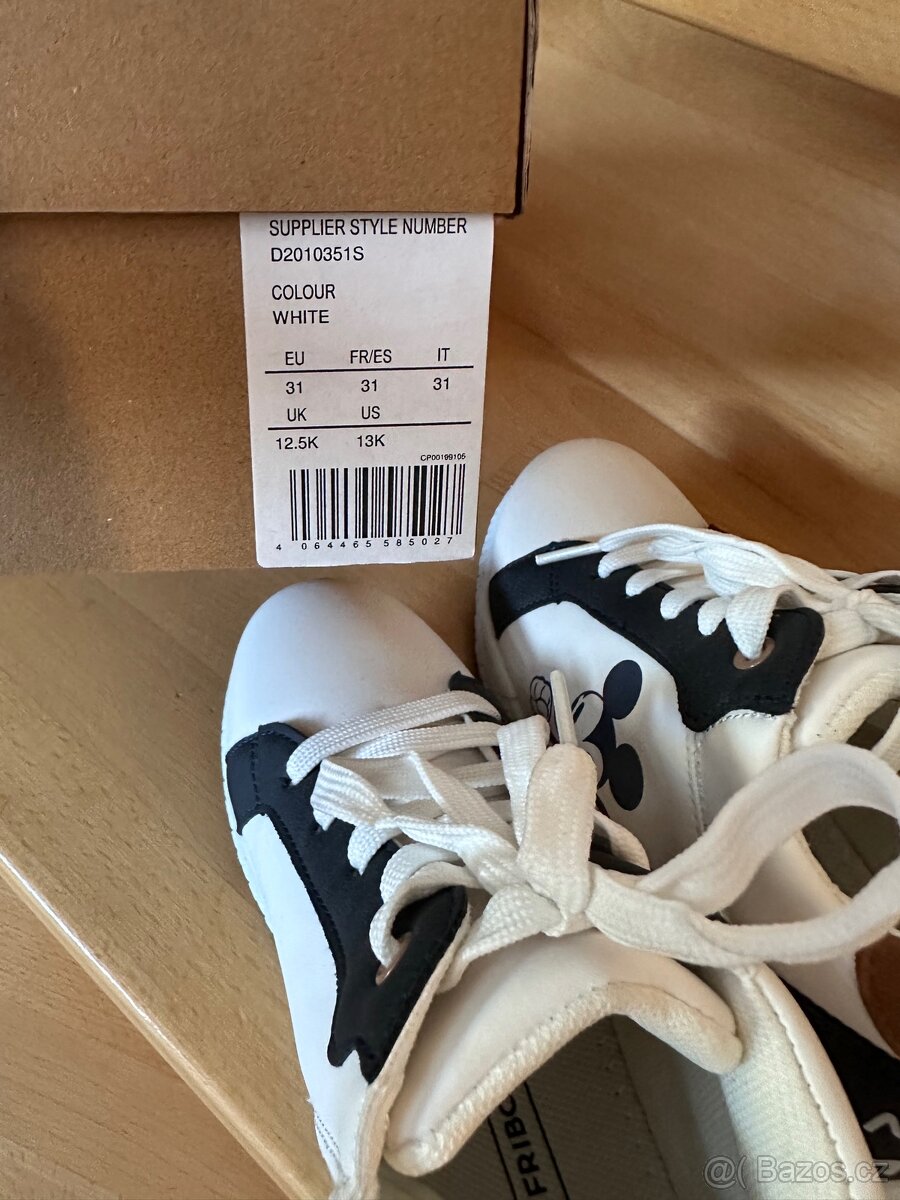 SUPPLIER STYLE NUMBER
D2010351S
COLOUR
WHITE
EU FR/ES IT
31 31 31
UK US
12.5K 13K
CP00199105
4 064465 585027
FRIBO
@( Bazos.cz